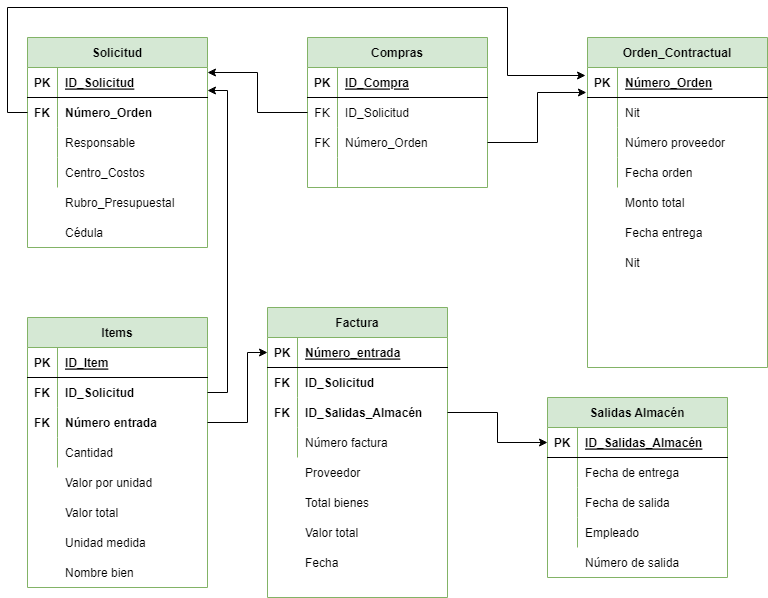 Solicitud
PK ID_Solicitud
FK Número_Orden
Responsable
Centro_Costos
Rubro_Presupuestal
Cédula
Compras
PK ID_Compra
FK ID_Solicitud
FK Número_Orden
Orden_Contractual
PK Número_Orden
Nit
Número proveedor
Fecha orden
Monto total
Fecha entrega
Nit
Items
PK ID_Item
FK ID_Solicitud
FK Número entrada
Cantidad
Valor por unidad
Valor total
Unidad medida
Nombre bien
Factura
PK Número_entrada
FK ID_Solicitud
FK ID_Salidas_Almacén
Número factura
Proveedor
Total bienes
Valor total
Fecha
Salidas Almacén
PK ID_Salidas_Almacén
Fecha de entrega
Fecha de salida
Empleado
Número de salida